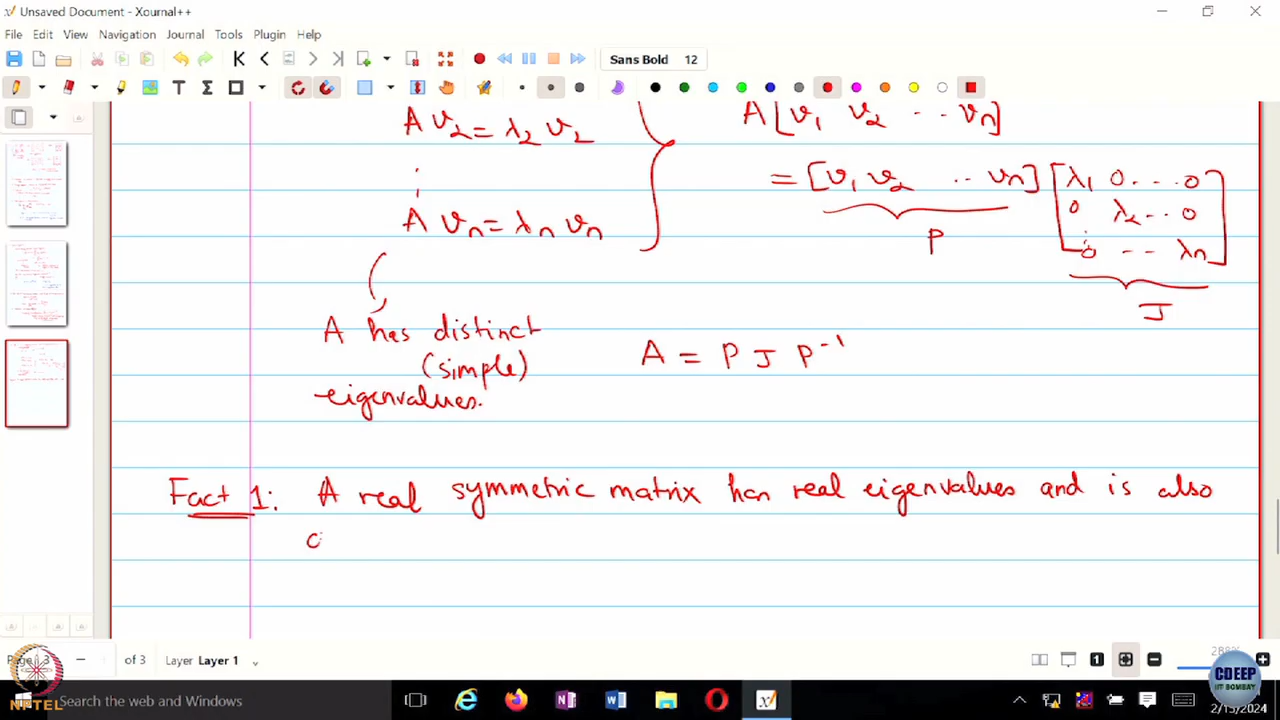 Unsaved Document - Xournal++
File Edit View Navigation Journal Tools Plugin Help
Sans Bold 12
A v₂ = λ₂ v₂
A [v₁ v₂ ·· vₙ]
⋮
= [v₁ v₂ ·· vₙ] [λ₁ 0 ... 0
0 λ₂ ... 0
⋮
0 -- λₙ]
A vₙ = λₙ vₙ
P
J
A has distinct
(simple)
eigenvalues.
A = P J P⁻¹
Fact 1: A real symmetric matrix has real eigenvalues and is also
of 3 Layer Layer 1
288%
NPTEL
Search the web and Windows
CDEEP
IIT BOMBAY
2/15/2024